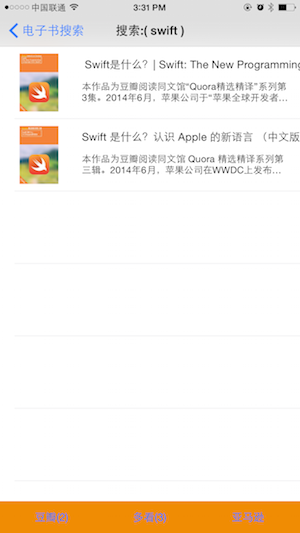 中国联通 3:31 PM
电子书搜索 搜索:( swift )
Swift是什么？| Swift: The New Programming
本作品为豆瓣阅读同文馆“Quora精选精译”系列第
3集。2014年6月，苹果公司于“苹果全球开发者...
Swift 是什么？认识 Apple 的新语言 （中文版
本作品为豆瓣阅读同文馆 Quora 精选精译系列第
三辑。2014年6月，苹果公司在WWDC上发布...
豆瓣(2) 多看(3) 亚马逊